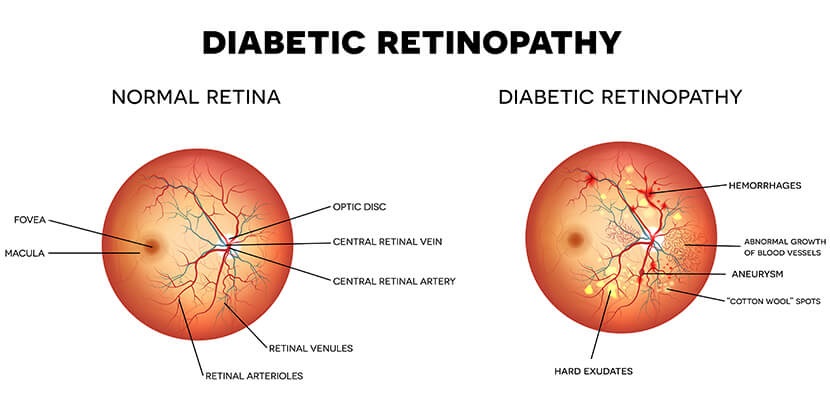 DIABETIC RETINOPATHY
NORMAL RETINA
FOVEA
MACULA
OPTIC DISC
CENTRAL RETINAL VEIN
CENTRAL RETINAL ARTERY
RETINAL VENULES
RETINAL ARTERIOLES
DIABETIC RETINOPATHY
HEMORRHAGES
ABNORMAL GROWTH
OF BLOOD VESSELS
ANEURYSM
"COTTON WOOL" SPOTS
HARD EXUDATES